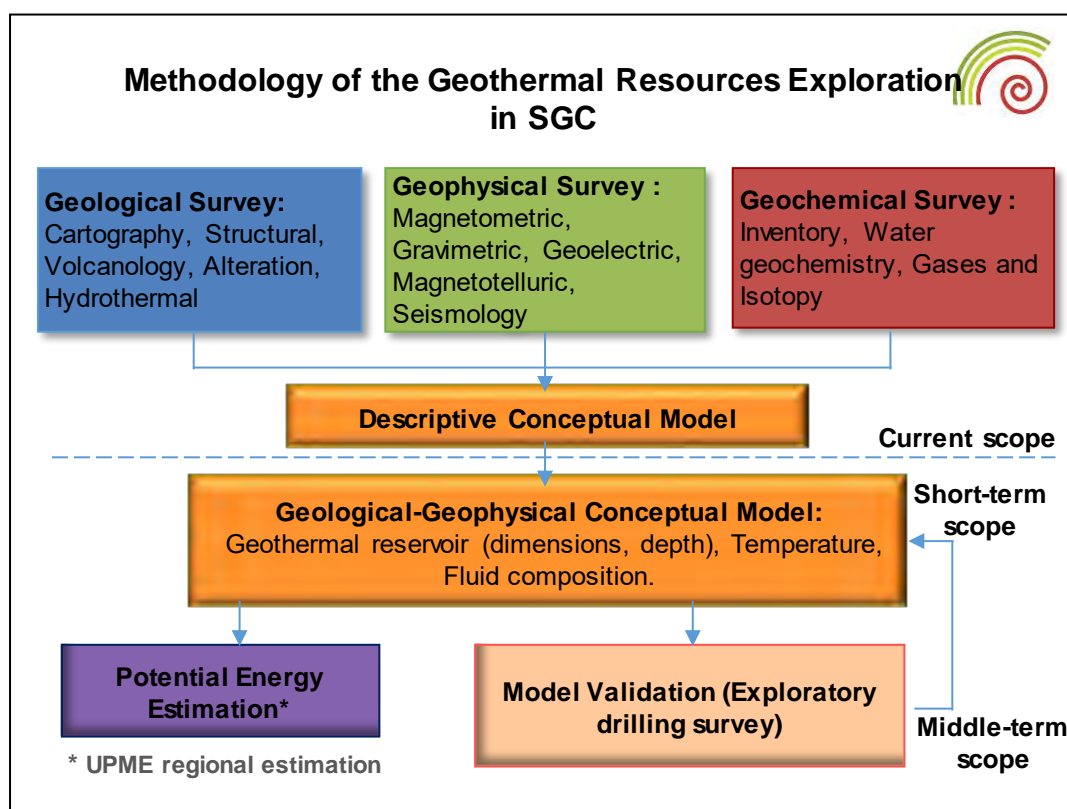 Methodology of the Geothermal Resources Exploration
in SGC
Geological Survey:
Cartography, Structural,
Volcanology, Alteration,
Hydrothermal
Geophysical Survey :
Magnetometric,
Gravimetric, Geoelectric,
Magnetotelluric,
Seismology
Geochemical Survey :
Inventory, Water
geochemistry, Gases and
Isotopy
Descriptive Conceptual Model
Current scope
Geological-Geophysical Conceptual Model:
Geothermal reservoir (dimensions, depth), Temperature,
Fluid composition.
Short-term
scope
Potential Energy
Estimation*
Model Validation (Exploratory
drilling survey)
Middle-term
scope
* UPME regional estimation